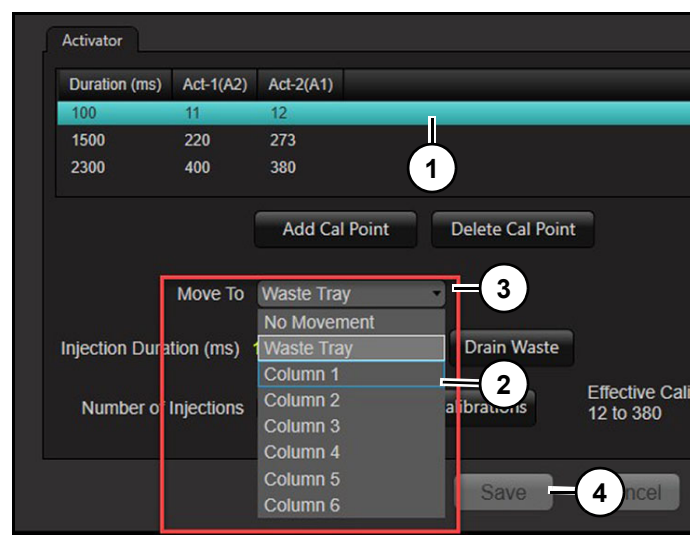 Activator
Duration (ms) Act-1(A2) Act-2(A1)
100 11 12
1500 220 273
2300 400 380
1
Add Cal Point Delete Cal Point
Move To Waste Tray 3
No Movement
Injection Duration (ms) Waste Tray Drain Waste
Column 1
2
Number of Injections Column 2 alibrations Effective Cali
12 to 380
Column 3
Column 4
Column 5
Column 6
Save 4 ncel